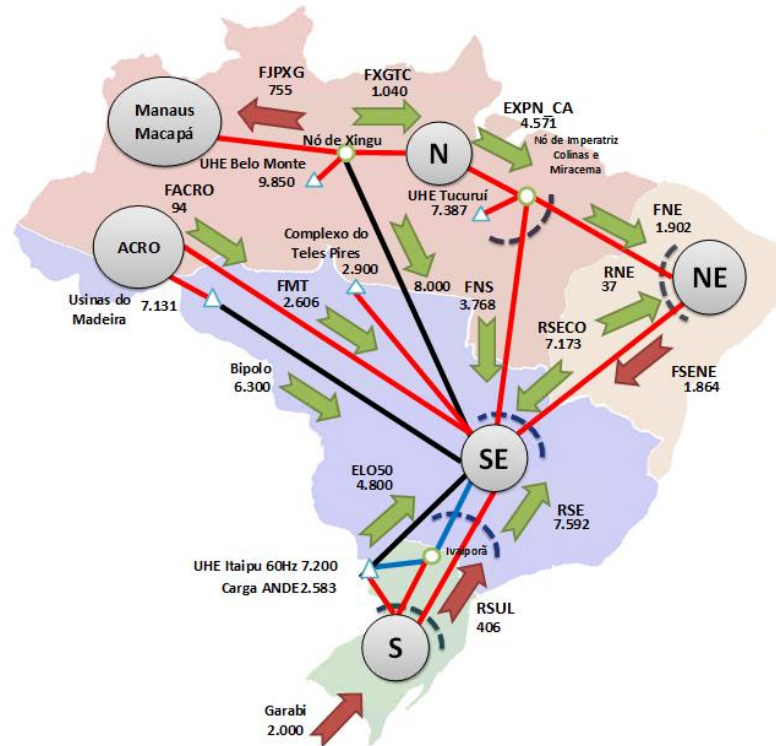 FJPXG
755
FXGTC
1.040
EXPN_CA
4.571
Manaus
Macapá
Nó de Xingu
N
Nó de Imperatriz
Colinas e
Miracema
UHE Belo Monte
9.850
UHE Tucuruí
7.387
FACRO
94
FNE
1.902
ACRO
Complexo do
Teles Pires
2.900
RNE
37
NE
Usinas do
Madeira
7.131
FMT
2.606
8.000
FNS
3.768
RSECO
7.173
FSENE
1.864
Bipolo
6.300
SE
ELO50
4.800
RSE
7.592
Ivaiporã
UHE Itaipu 60Hz 7.200
Carga ANDE2.583
RSUL
406
S
Garabi
2.000